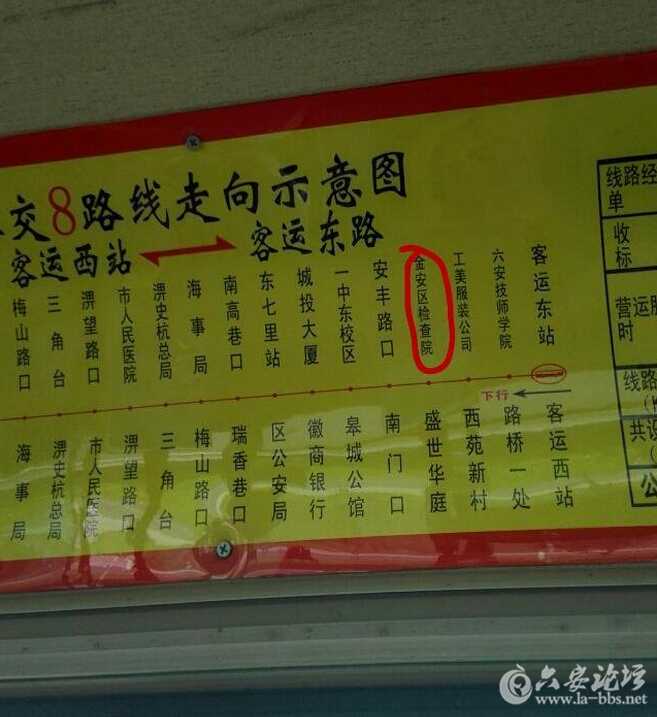 交8路线走向示意图
客运西站 客运东路
梅山路口
三角台
淠望路口
市人民医院
淠史杭总局
海事局
南高巷口
东七里站
城投大厦
一中东校区
安丰路口
金安区检查院
工美服装公司
六安技师学院
客运东站
下行
海事局
淠史杭总局
市人民医院
淠望路口
三角台
梅山路口
瑞香巷口
区公安局
徽商银行
皋城公馆
南门口
盛世华庭
西苑新村
路桥一处
客运西站
线路经
单
收
标
营运服
时
线路
共设
公
六安论坛
www.la-bbs.net